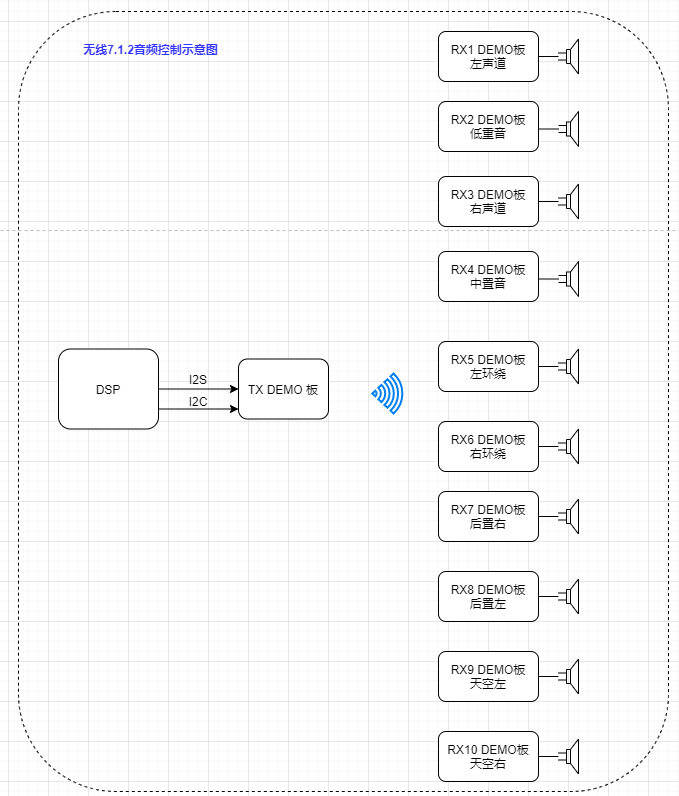 无线7.1.2音频控制示意图
DSP
I2S
I2C
TX DEMO 板
RX1 DEMO板
左声道
RX2 DEMO板
低重音
RX3 DEMO板
右声道
RX4 DEMO板
中置音
RX5 DEMO板
左环绕
RX6 DEMO板
右环绕
RX7 DEMO板
后置右
RX8 DEMO板
后置左
RX9 DEMO板
天空左
RX10 DEMO板
天空右